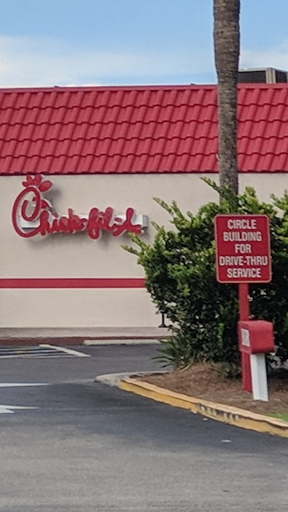 Chick-fil-A
CIRCLE
BUILDING
FOR
DRIVE-THRU
SERVICE